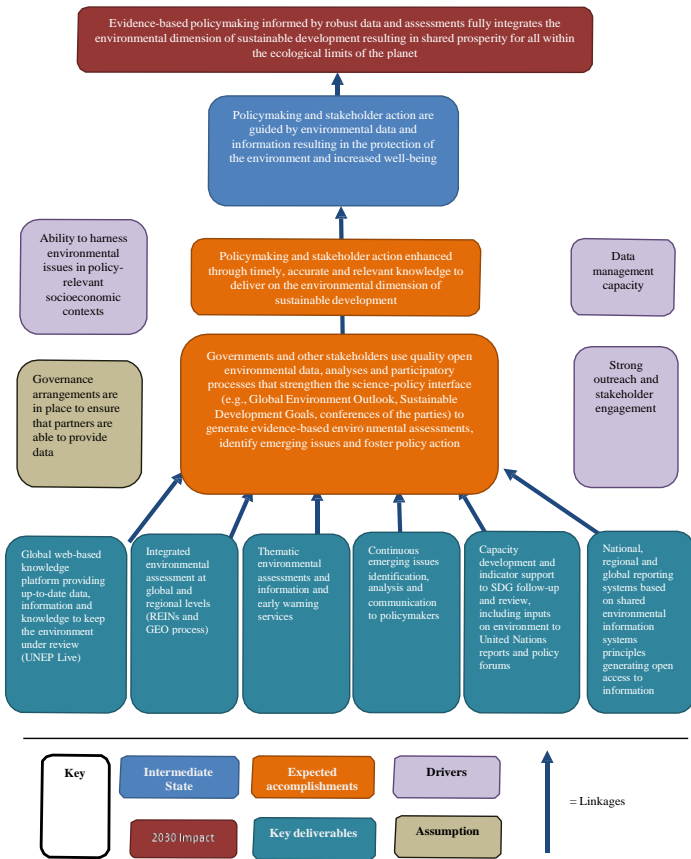 Evidence-based policymaking informed by robust data and assessments fully integrates the
environmental dimension of sustainable development resulting in shared prosperity for all within
the ecological limits of the planet
Policymaking and stakeholder action are
guided by environmental data and
information resulting in the protection of
the environment and increased well-being
Ability to harness
environmental
issues in policy-
relevant
socioeconomic
contexts
Policymaking and stakeholder action enhanced
through timely, accurate and relevant knowledge to
deliver on the environmental dimension of
sustainable development
Data
management
capacity
Governance
arrangements are
in place to ensure
that partners are
able to provide
data
Governments and other stakeholders use quality open
environmental data, analyses and participatory
processes that strengthen the science-policy interface
(e.g., Global Environment Outlook, Sustainable
Development Goals, conferences of the parties) to
generate evidence-based environmental assessments,
identify emerging issues and foster policy action
Strong
outreach and
stakeholder
engagement
Global web-based
knowledge
platform providing
up-to-date data,
information and
knowledge to keep
the environment
under review
(UNEP Live)
Integrated
environmental
assessment at
global and
regional levels
(REINs and
GEO process)
Thematic
environmental
assessments and
information and
early warning
services
Continuous
emerging issues
identification,
analysis and
communication
to policymakers
Capacity
development and
indicator support
to SDG follow-up
and review,
including inputs
on environment to
United Nations
reports and policy
forums
National,
regional and
global reporting
systems based on
shared
environmental
information
systems
principles
generating open
access to
information
Key
Intermediate
State
Expected
accomplishments
Drivers
= Linkages
2030 Impact
Key deliverables
Assumption